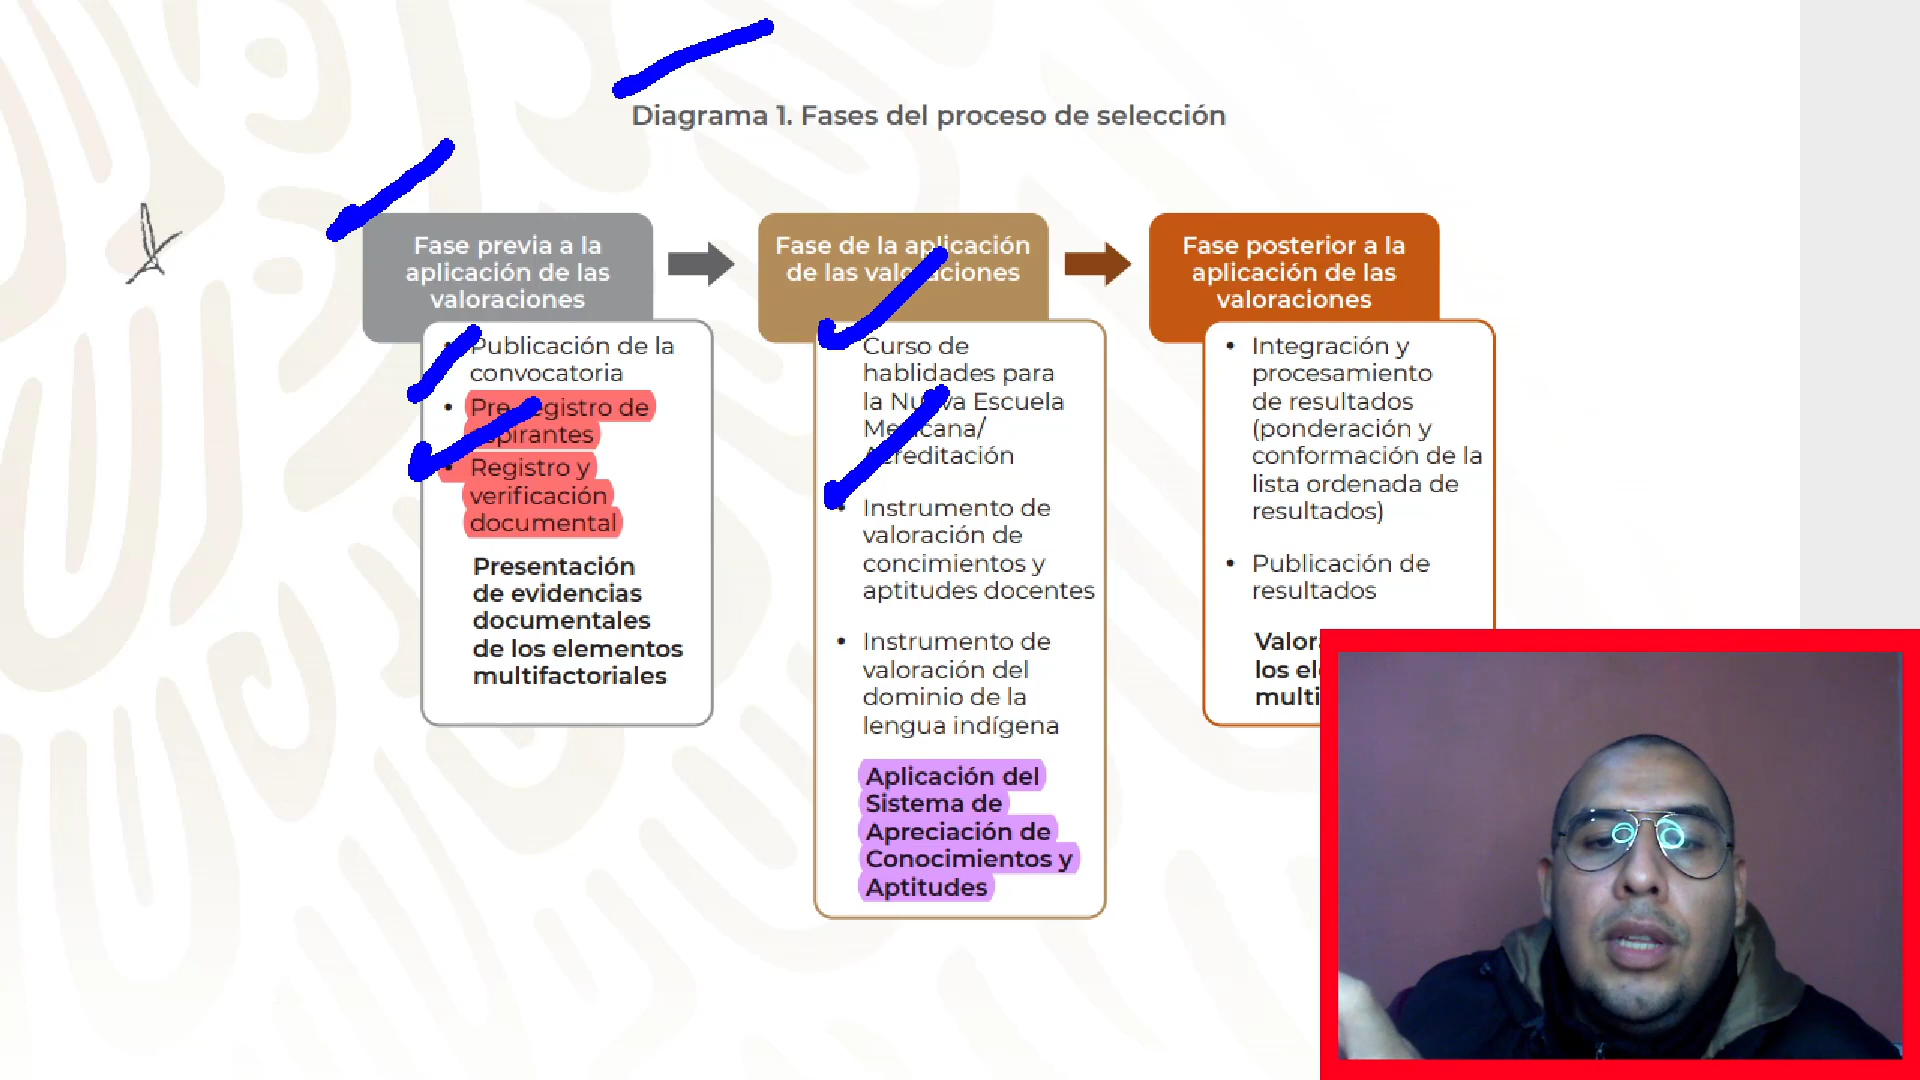 Diagrama 1. Fases del proceso de selección
Fase previa a la
aplicación de las
valoraciones
• Publicación de la
convocatoria
• Pre-registro de
aspirantes
• Registro y
verificación
documental
Presentación
de evidencias
documentales
de los elementos
multifactoriales
Fase de la aplicación
de las valoraciones
Curso de
hablidades para
la Nueva Escuela
Mexicana/
Acreditación
• Instrumento de
valoración de
concimientos y
aptitudes docentes
• Instrumento de
valoración del
dominio de la
lengua indígena
Aplicación del
Sistema de
Apreciación de
Conocimientos y
Aptitudes
Fase posterior a la
aplicación de las
valoraciones
• Integración y
procesamiento
de resultados
(ponderación y
conformación de la
lista ordenada de
resultados)
• Publicación de
resultados
los